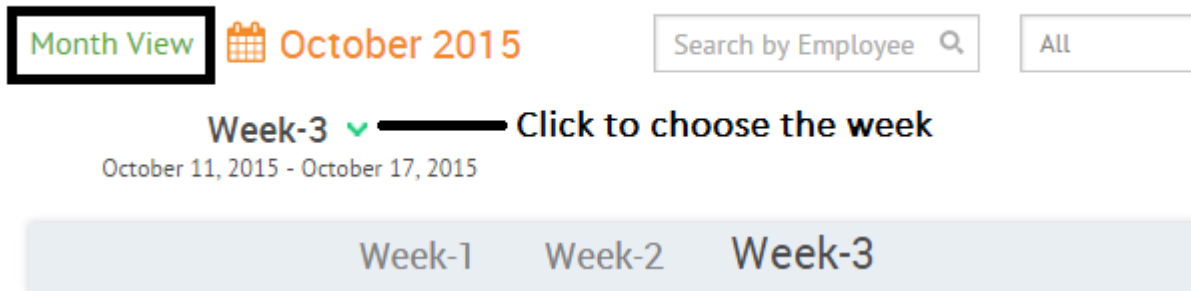 Month View October 2015 Search by Employee All
Week-3 Click to choose the week
October 11, 2015 - October 17, 2015
Week-1 Week-2 Week-3